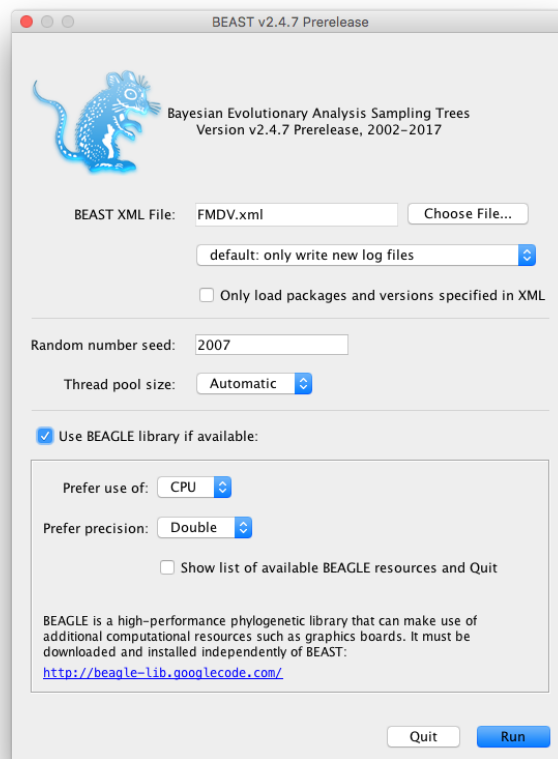 BEAST v2.4.7 Prerelease
Bayesian Evolutionary Analysis Sampling Trees
Version v2.4.7 Prerelease, 2002–2017
BEAST XML File: FMDV.xml Choose File...
default: only write new log files
Only load packages and versions specified in XML
Random number seed: 2007
Thread pool size: Automatic
Use BEAGLE library if available:
Prefer use of: CPU
Prefer precision: Double
Show list of available BEAGLE resources and Quit
BEAGLE is a high-performance phylogenetic library that can make use of
additional computational resources such as graphics boards. It must be
downloaded and installed independently of BEAST:
http://beagle-lib.googlecode.com/
Quit Run